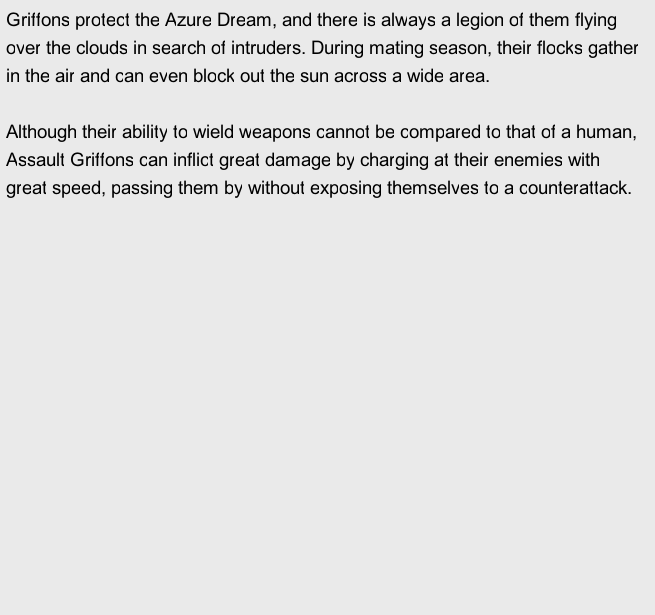 Griffons protect the Azure Dream, and there is always a legion of them flying
over the clouds in search of intruders. During mating season, their flocks gather
in the air and can even block out the sun across a wide area.

Although their ability to wield weapons cannot be compared to that of a human,
Assault Griffons can inflict great damage by charging at their enemies with
great speed, passing them by without exposing themselves to a counterattack.